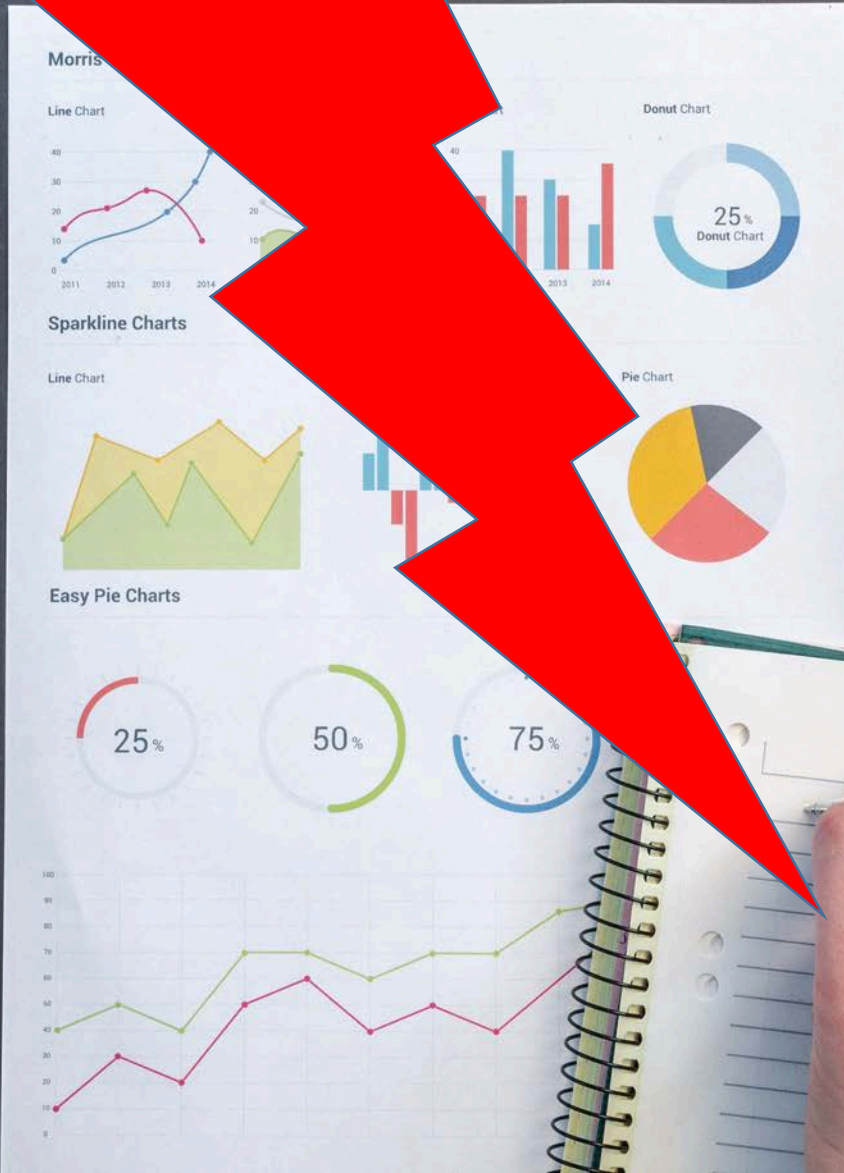 Morris
Line Chart
Donut Chart
40
30
20
10
0
2011 2012 2013 2014
20
10
40
2013 2014
25%
Donut Chart
Sparkline Charts
Line Chart
Pie Chart
Easy Pie Charts
25%
50%
75%
100
90
80
70
60
50
40
30
20
10
0